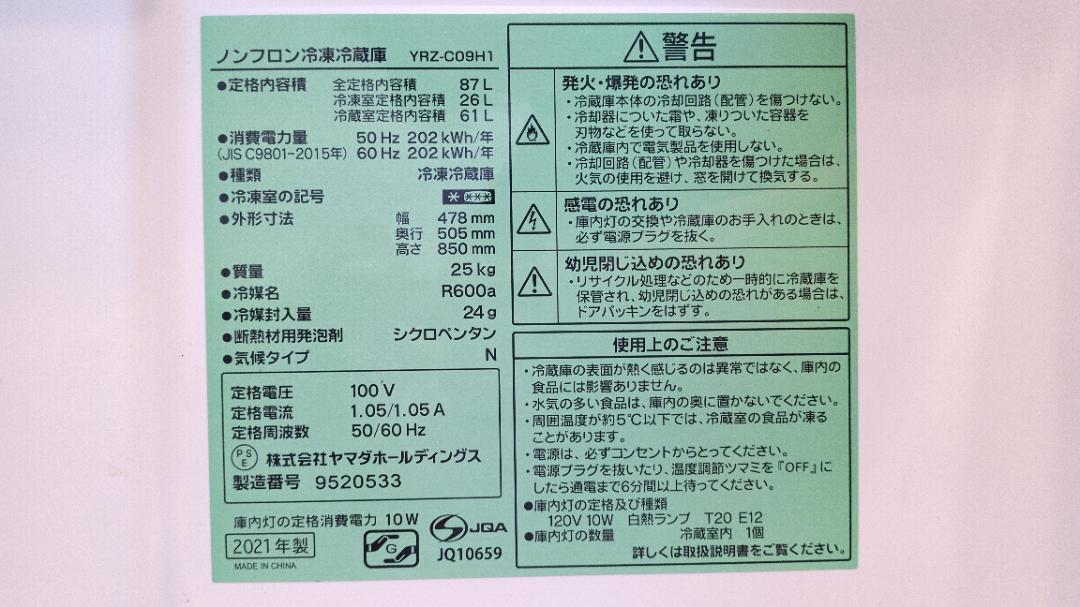 ノンフロン冷凍冷蔵庫 YRZ-C09H1
●定格内容積 全定格内容積 87 L
冷凍室定格内容積 26 L
冷蔵室定格内容積 61 L
●消費電力量 50 Hz 202 kWh/年
(JIS C9801-2015年) 60 Hz 202 kWh/年
●種類 冷凍冷蔵庫
●冷凍室の記号 * ***
●外形寸法 幅 478 mm
奥行 505 mm
高さ 850 mm
●質量 25 kg
●冷媒名 R600a
●冷媒封入量 24 g
●断熱材用発泡剤 シクロペンタン
●気候タイプ N
定格電圧 100 V
定格電流 1.05/1.05 A
定格周波数 50/60 Hz
PSE 株式会社ヤマダホールディングス
製造番号 9520533
庫内灯の定格消費電力 10 W
2021年製
MADE IN CHINA
G
JQA
JQ10659
警告
発火・爆発の恐れあり
・冷蔵庫本体の冷却回路(配管)を傷つけない。
・冷却器についた霜や、凍りついた容器を
刃物などを使って取らない。
・冷蔵庫内で電気製品を使用しない。
・冷却回路(配管)や冷却器を傷つけた場合は、
火気の使用を避け、窓を開けて換気する。
感電の恐れあり
・庫内灯の交換や冷蔵庫のお手入れのときは、
必ず電源プラグを抜く。
幼児閉じ込めの恐れあり
・リサイクル処理などのため一時的に冷蔵庫を
保管され、幼児閉じ込めの恐れがある場合は、
ドアパッキンをはずす。
使用上のご注意
・冷蔵庫の表面が熱く感じるのは異常ではなく、庫内の
食品には影響ありません。
・水気の多い食品は、庫内の奥に置かないでください。
・周囲温度が約5℃以下では、冷蔵室の食品が凍る
ことがあります。
・電源は、必ずコンセントからとってください。
・電源プラグを抜いたり、温度調節ツマミを『OFF』に
したら通電まで6分間以上待ってください。
●庫内灯の定格及び種類
120V 10W 白熱ランプ T20 E12
●庫内灯の数量 冷蔵室内 1個
詳しくは取扱説明書をご覧ください。